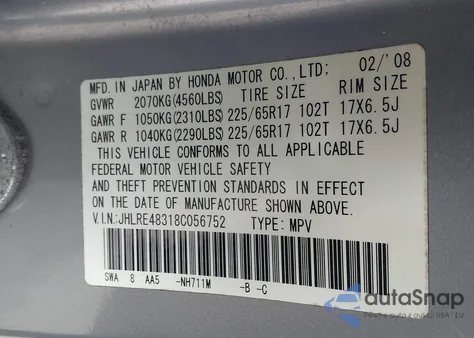 MFD. IN JAPAN BY HONDA MOTOR CO.,LTD; 02/'08
GVWR 2070KG(4560LBS) TIRE SIZE RIM SIZE
GAWR F 1050KG(2310LBS) 225/65R17 102T 17X6.5J
GAWR R 1040KG(2290LBS) 225/65R17 102T 17X6.5J
THIS VEHICLE CONFORMS TO ALL APPLICABLE
FEDERAL MOTOR VEHICLE SAFETY
AND THEFT PREVENTION STANDARDS IN EFFECT
ON THE DATE OF MANUFACTURE SHOWN ABOVE.
V.I.N:JHLRE48318C056752 TYPE: MPV
SWA 8 AA5 -NH711M -B -C
autoSnap